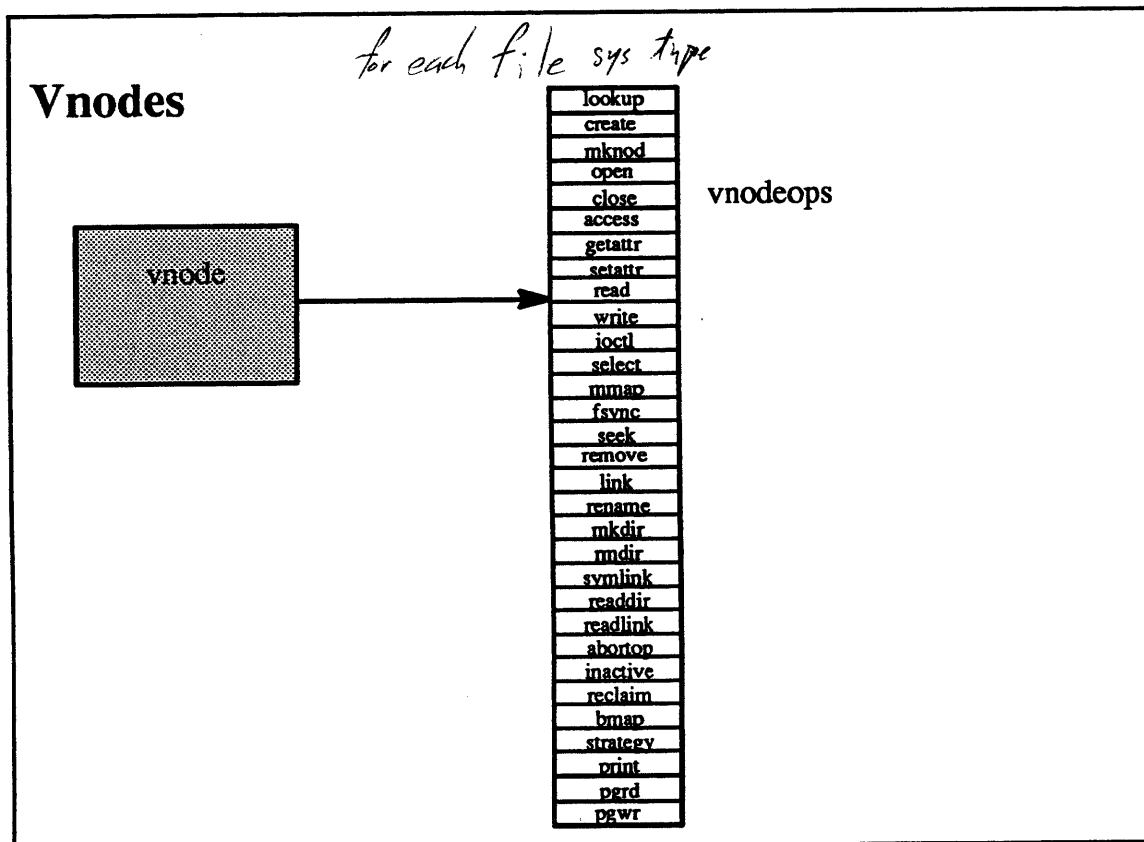 for each file sys type
Vnodes
vnode
lookup
create
mknod
open
close
access
getattr
setattr
read
write
ioctl
select
mmap
fsync
seek
remove
link
rename
mkdir
rmdir
symlink
readdir
readlink
abortop
inactive
reclaim
bmap
strategy
print
pgrd
pgwr
vnodeops